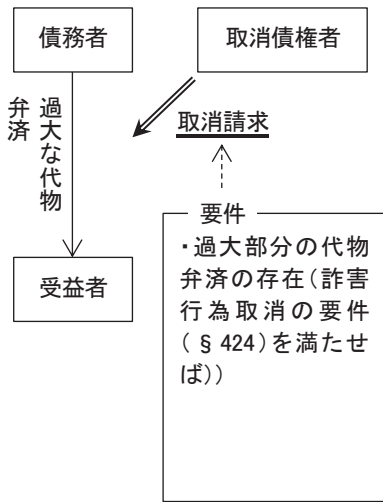 債務者
取消債権者
過大な代物
弁済
取消請求
受益者
要件
・過大部分の代物
弁済の存在(詐害
行為取消の要件
(§424)を満たせ
ば))